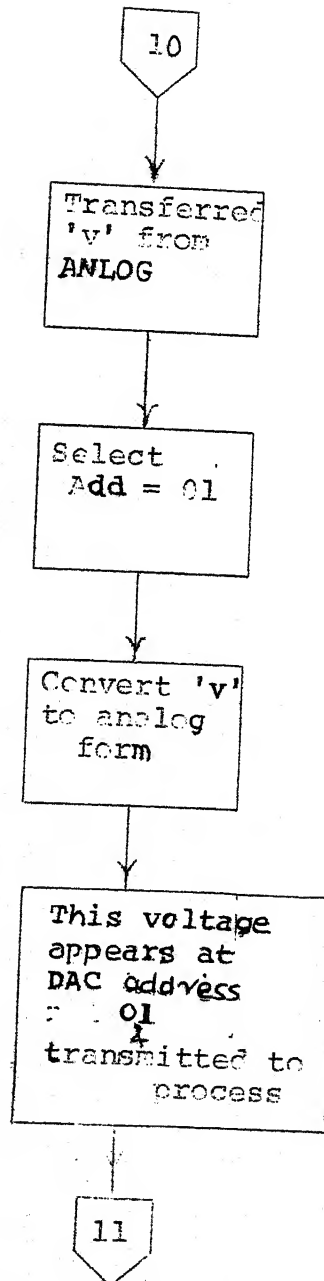 10
Transferred
'v' from
ANLOG
Select
Add = 01
Convert 'v'
to analog
form
This voltage
appears at
DAC address
01
&
transmitted to
process
11